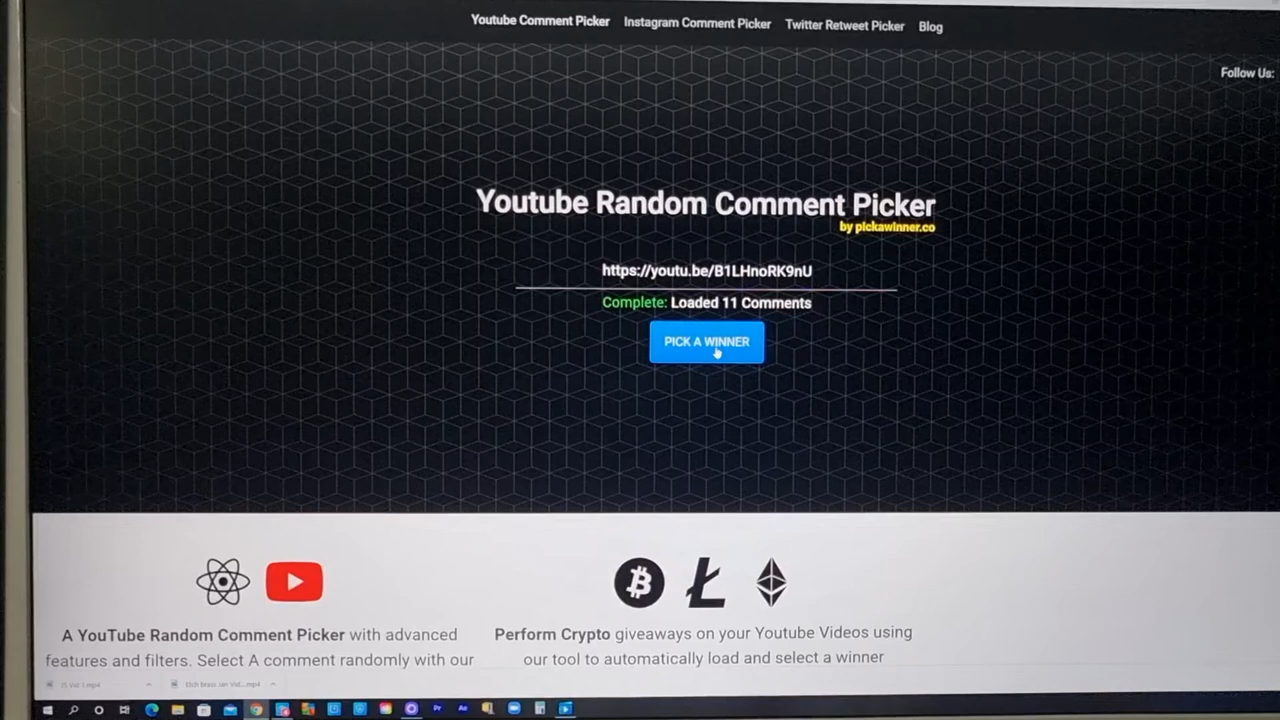 Youtube Comment Picker Instagram Comment Picker Twitter Retweet Picker Blog
Follow Us:
Youtube Random Comment Picker
by pickawinner.co
https://youtu.be/B1LHnoRK9nU
Complete: Loaded 11 Comments
PICK A WINNER
A YouTube Random Comment Picker with advanced
features and filters. Select A comment randomly with our
Perform Crypto giveaways on your Youtube Videos using
our tool to automatically load and select a winner
Pr Ae